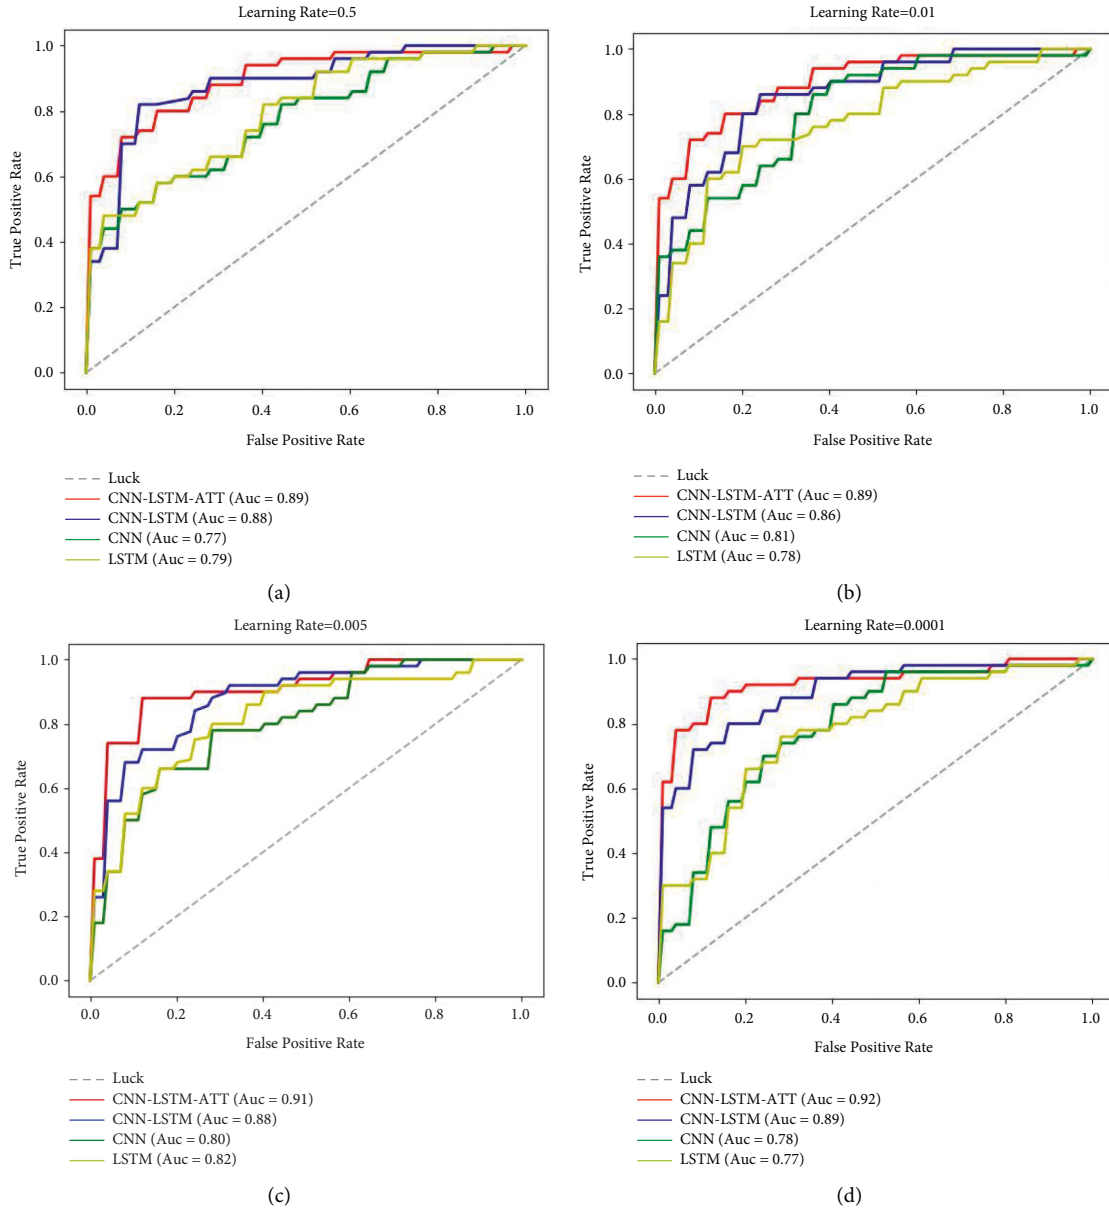 Learning Rate=0.5
1.0
0.8
0.6
0.4
0.2
0.0
True Positive Rate
0.0 0.2 0.4 0.6 0.8 1.0
False Positive Rate
Luck
CNN-LSTM-ATT (Auc = 0.89)
CNN-LSTM (Auc = 0.88)
CNN (Auc = 0.77)
LSTM (Auc = 0.79)
(a)
Learning Rate=0.01
1.0
0.8
0.6
0.4
0.2
0.0
True Positive Rate
0.0 0.2 0.4 0.6 0.8 1.0
False Positive Rate
Luck
CNN-LSTM-ATT (Auc = 0.89)
CNN-LSTM (Auc = 0.86)
CNN (Auc = 0.81)
LSTM (Auc = 0.78)
(b)
Learning Rate=0.005
1.0
0.8
0.6
0.4
0.2
0.0
True Positive Rate
0.0 0.2 0.4 0.6 0.8 1.0
False Positive Rate
Luck
CNN-LSTM-ATT (Auc = 0.91)
CNN-LSTM (Auc = 0.88)
CNN (Auc = 0.80)
LSTM (Auc = 0.82)
(c)
Learning Rate=0.0001
1.0
0.8
0.6
0.4
0.2
0.0
True Positive Rate
0.0 0.2 0.4 0.6 0.8 1.0
False Positive Rate
Luck
CNN-LSTM-ATT (Auc = 0.92)
CNN-LSTM (Auc = 0.89)
CNN (Auc = 0.78)
LSTM (Auc = 0.77)
(d)